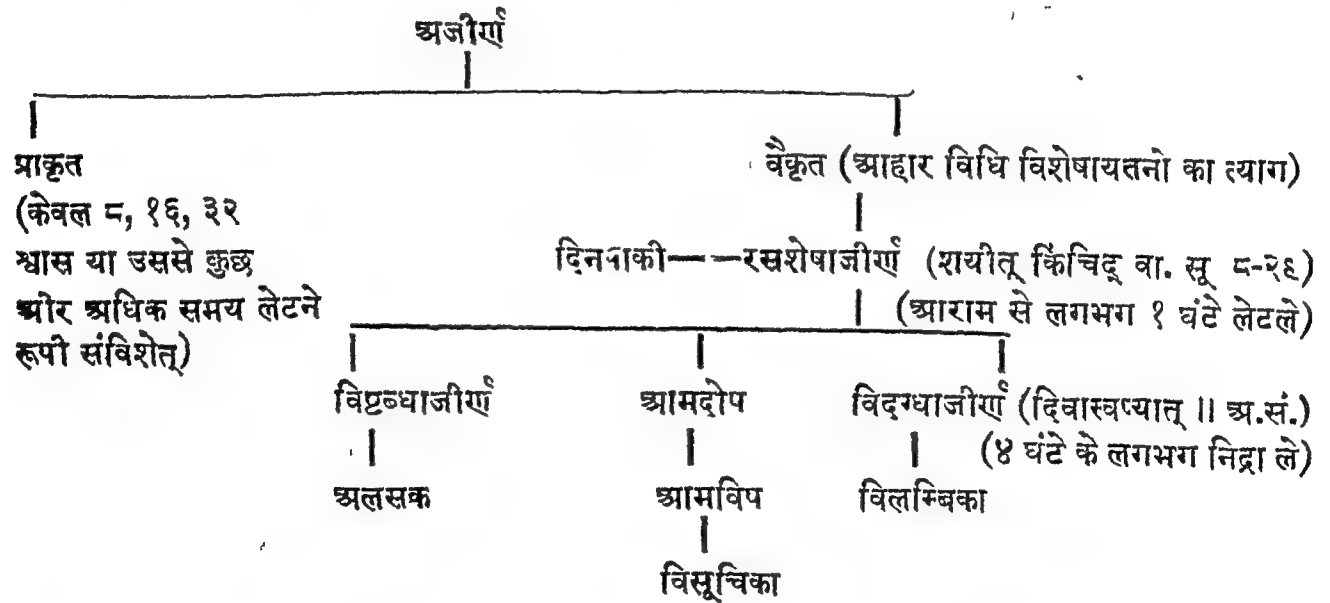 अजीर्ण
प्राकृत
(केवल ८, १६, ३२
श्वास या उससे कुछ
और अधिक समय लेटने
रूपी संविशेत्)
वैकृत (आहार विधि विशेषायतनो का त्याग)
दिनपाकी——रसशेषाजीर्ण (शयीत् किंचिद् वा. सू ८-२९)
(आराम से लगभग १ घंटे लेटले)
विष्टब्धाजीर्ण
आमदोष
विदग्धाजीर्ण (दिवास्वप्यात् ॥ अ.सं.)
(४ घंटे के लगभग निद्रा ले)
अलसक
आमविष
विलम्बिका
विसूचिका